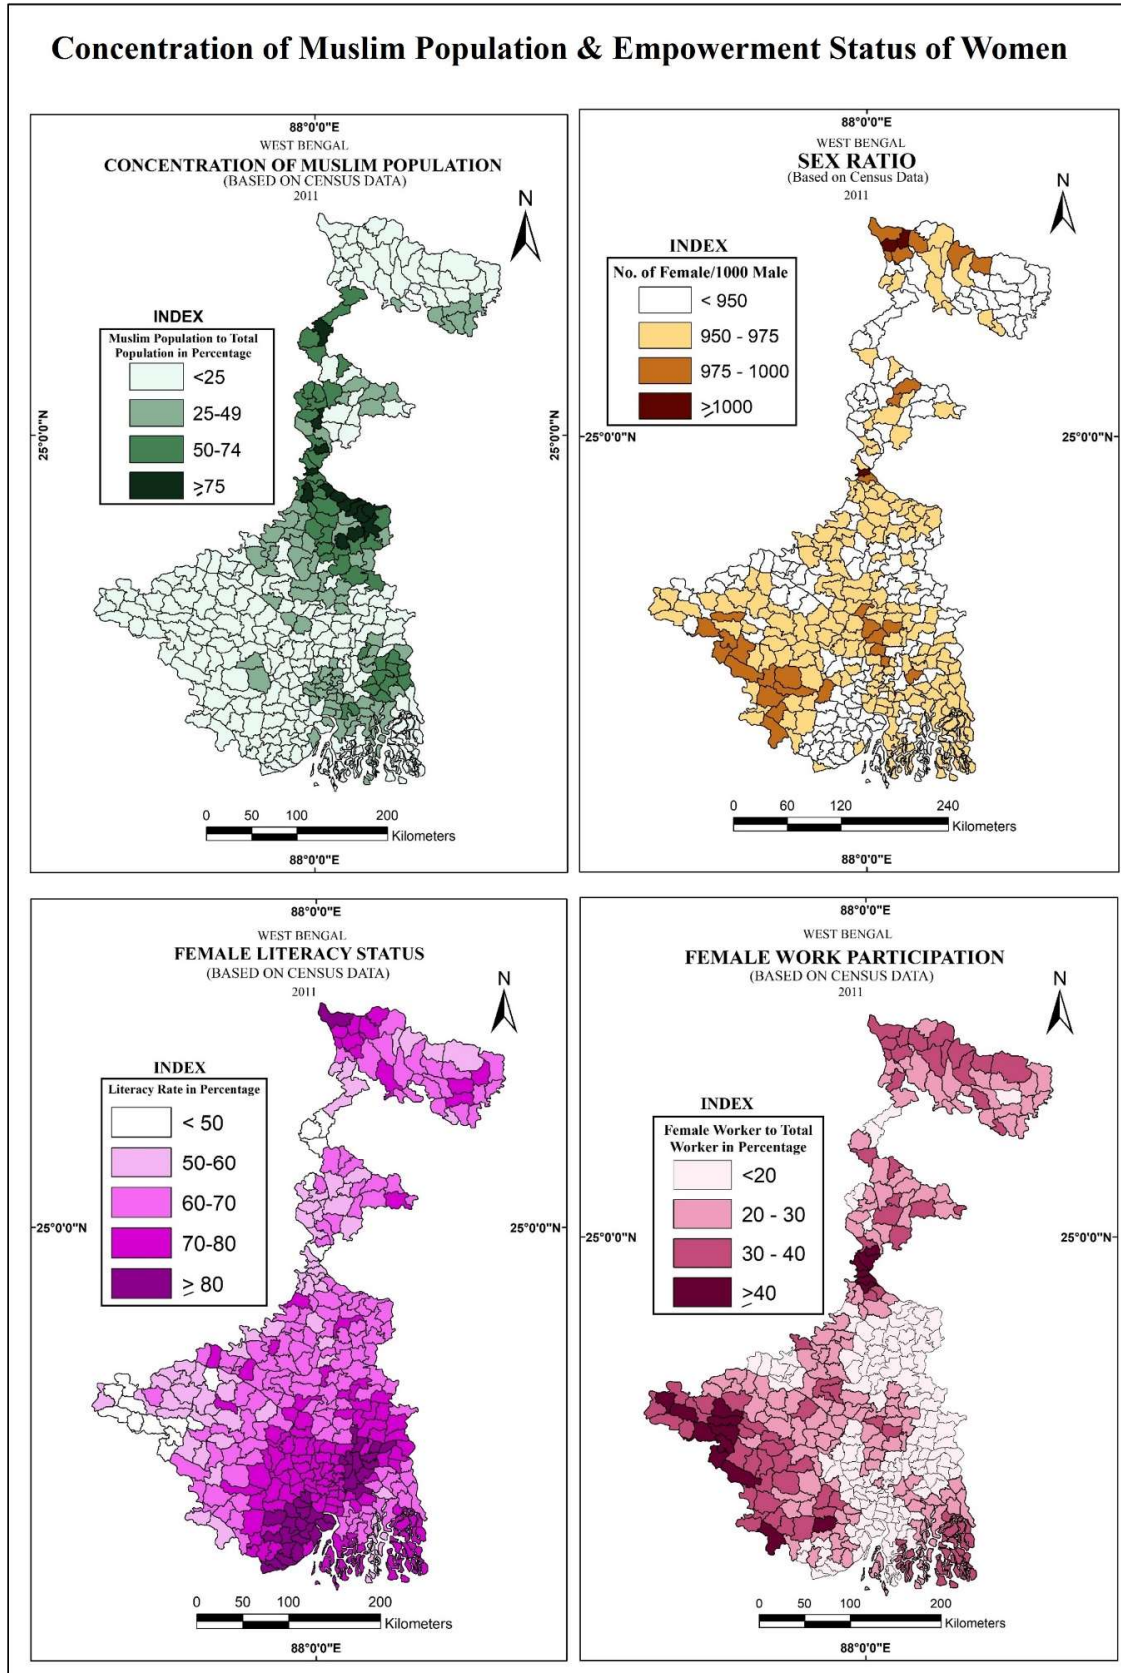 Concentration of Muslim Population & Empowerment Status of Women
88°0'0"E
WEST BENGAL
CONCENTRATION OF MUSLIM POPULATION
(BASED ON CENSUS DATA)
2011
N
INDEX
Muslim Population to Total
Population in Percentage
<25
25-49
50-74
≥75
25°0'0"N
25°0'0"N
0 50 100 200
Kilometers
88°0'0"E
88°0'0"E
WEST BENGAL
SEX RATIO
(Based on Census Data)
2011
N
INDEX
No. of Female/1000 Male
< 950
950 - 975
975 - 1000
≥1000
25°0'0"N
25°0'0"N
0 60 120 240
Kilometers
88°0'0"E
88°0'0"E
WEST BENGAL
FEMALE LITERACY STATUS
(BASED ON CENSUS DATA)
2011
N
INDEX
Literacy Rate in Percentage
< 50
50-60
60-70
70-80
≥ 80
25°0'0"N
25°0'0"N
0 50 100 200
Kilometers
88°0'0"E
88°0'0"E
WEST BENGAL
FEMALE WORK PARTICIPATION
(BASED ON CENSUS DATA)
2011
N
INDEX
Female Worker to Total
Worker in Percentage
<20
20 - 30
30 - 40
≥40
25°0'0"N
25°0'0"N
0 50 100 200
Kilometers
88°0'0"E